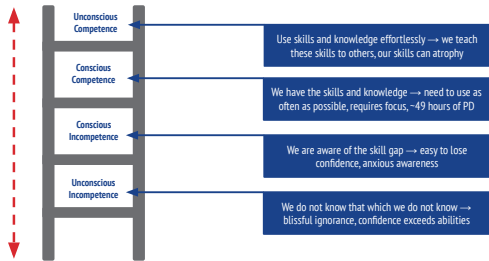 Unconscious
Competence
Use skills and knowledge effortlessly → we teach
these skills to others, our skills can atrophy
Conscious
Competence
We have the skills and knowledge → need to use as
often as possible, requires focus, ~49 hours of PD
Conscious
Incompetence
We are aware of the skill gap → easy to lose
confidence, anxious awareness
Unconscious
Incompetence
We do not know that which we do not know →
blissful ignorance, confidence exceeds abilities